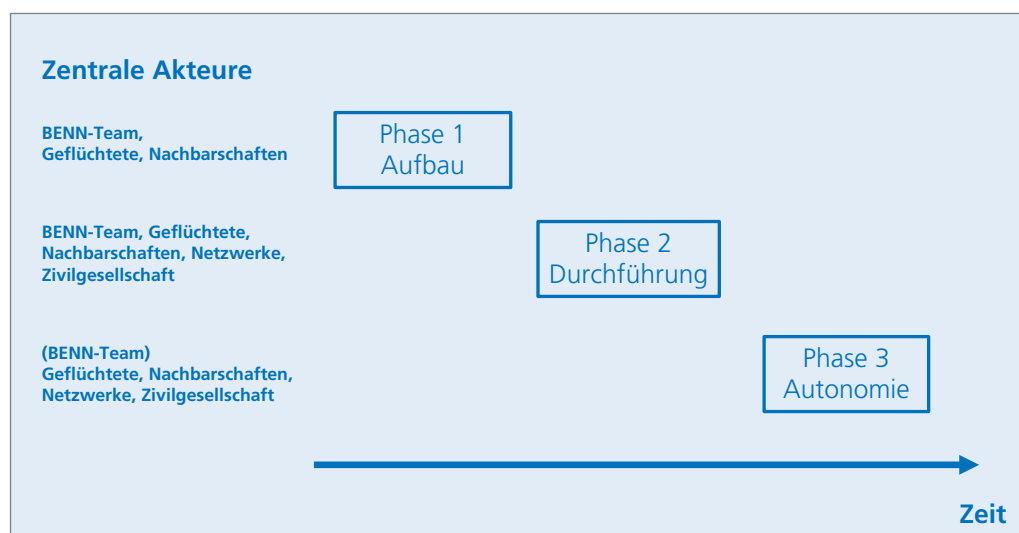 Zentrale Akteure
BENN-Team,
Geflüchtete, Nachbarschaften
Phase 1
Aufbau
BENN-Team, Geflüchtete,
Nachbarschaften, Netzwerke,
Zivilgesellschaft
Phase 2
Durchführung
(BENN-Team)
Geflüchtete, Nachbarschaften,
Netzwerke, Zivilgesellschaft
Phase 3
Autonomie
Zeit